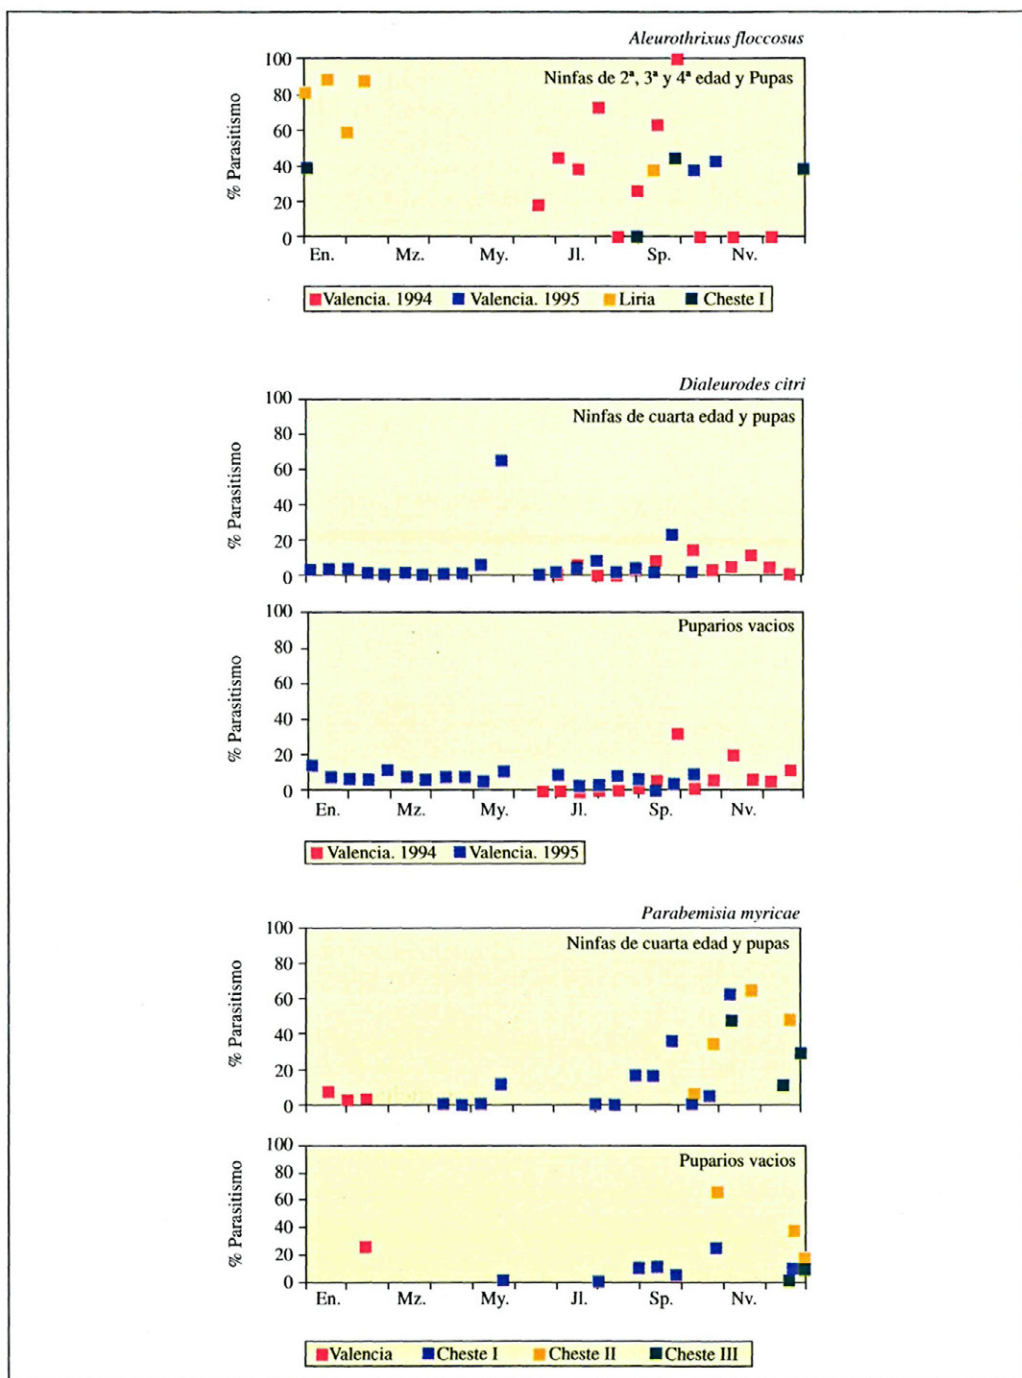 Aleurothrixus floccosus
Ninfas de 2ª, 3ª y 4ª edad y Pupas
% Parasitismo
100
80
60
40
20
0
En. Mz. My. Jl. Sp. Nv.
Valencia. 1994 Valencia. 1995 Liria Cheste I
Dialeurodes citri
Ninfas de cuarta edad y pupas
% Parasitismo
100
80
60
40
20
0
Puparios vacios
% Parasitismo
100
80
60
40
20
0
En. Mz. My. Jl. Sp. Nv.
Valencia. 1994 Valencia. 1995
Parabemisia myricae
Ninfas de cuarta edad y pupas
% Parasitismo
100
80
60
40
20
0
Puparios vacios
% Parasitismo
100
80
60
40
20
0
En. Mz. My. Jl. Sp. Nv.
Valencia Cheste I Cheste II Cheste III